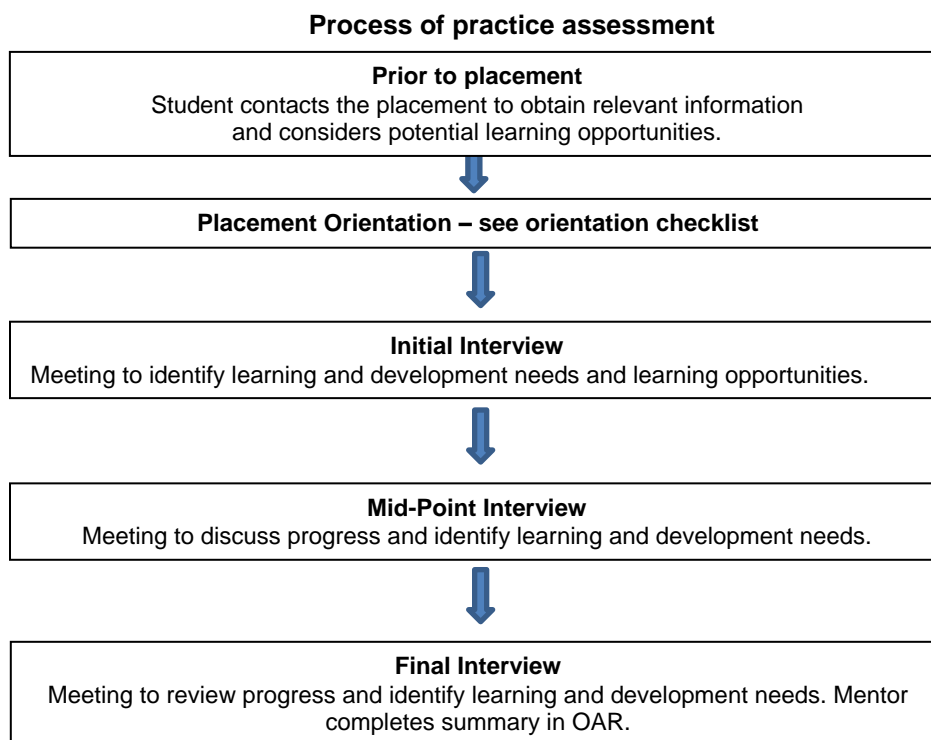 Process of practice assessment
Prior to placement
Student contacts the placement to obtain relevant information
and considers potential learning opportunities.
Placement Orientation – see orientation checklist
Initial Interview
Meeting to identify learning and development needs and learning opportunities.
Mid-Point Interview
Meeting to discuss progress and identify learning and development needs.
Final Interview
Meeting to review progress and identify learning and development needs. Mentor
completes summary in OAR.